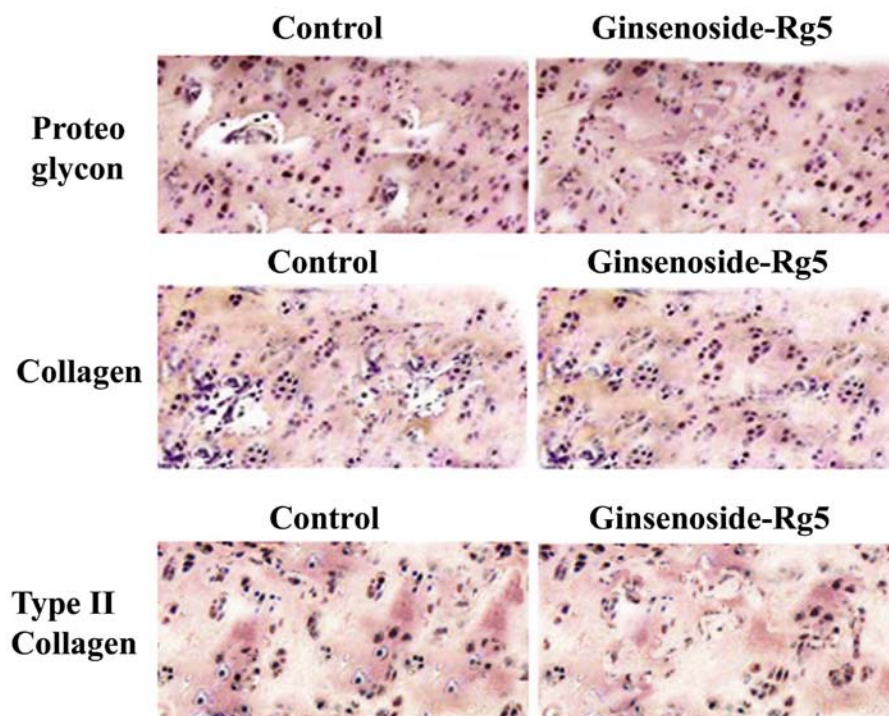 Control
Ginsenoside-Rg5
Proteo
glycon
Control
Ginsenoside-Rg5
Collagen
Control
Ginsenoside-Rg5
Type II
Collagen